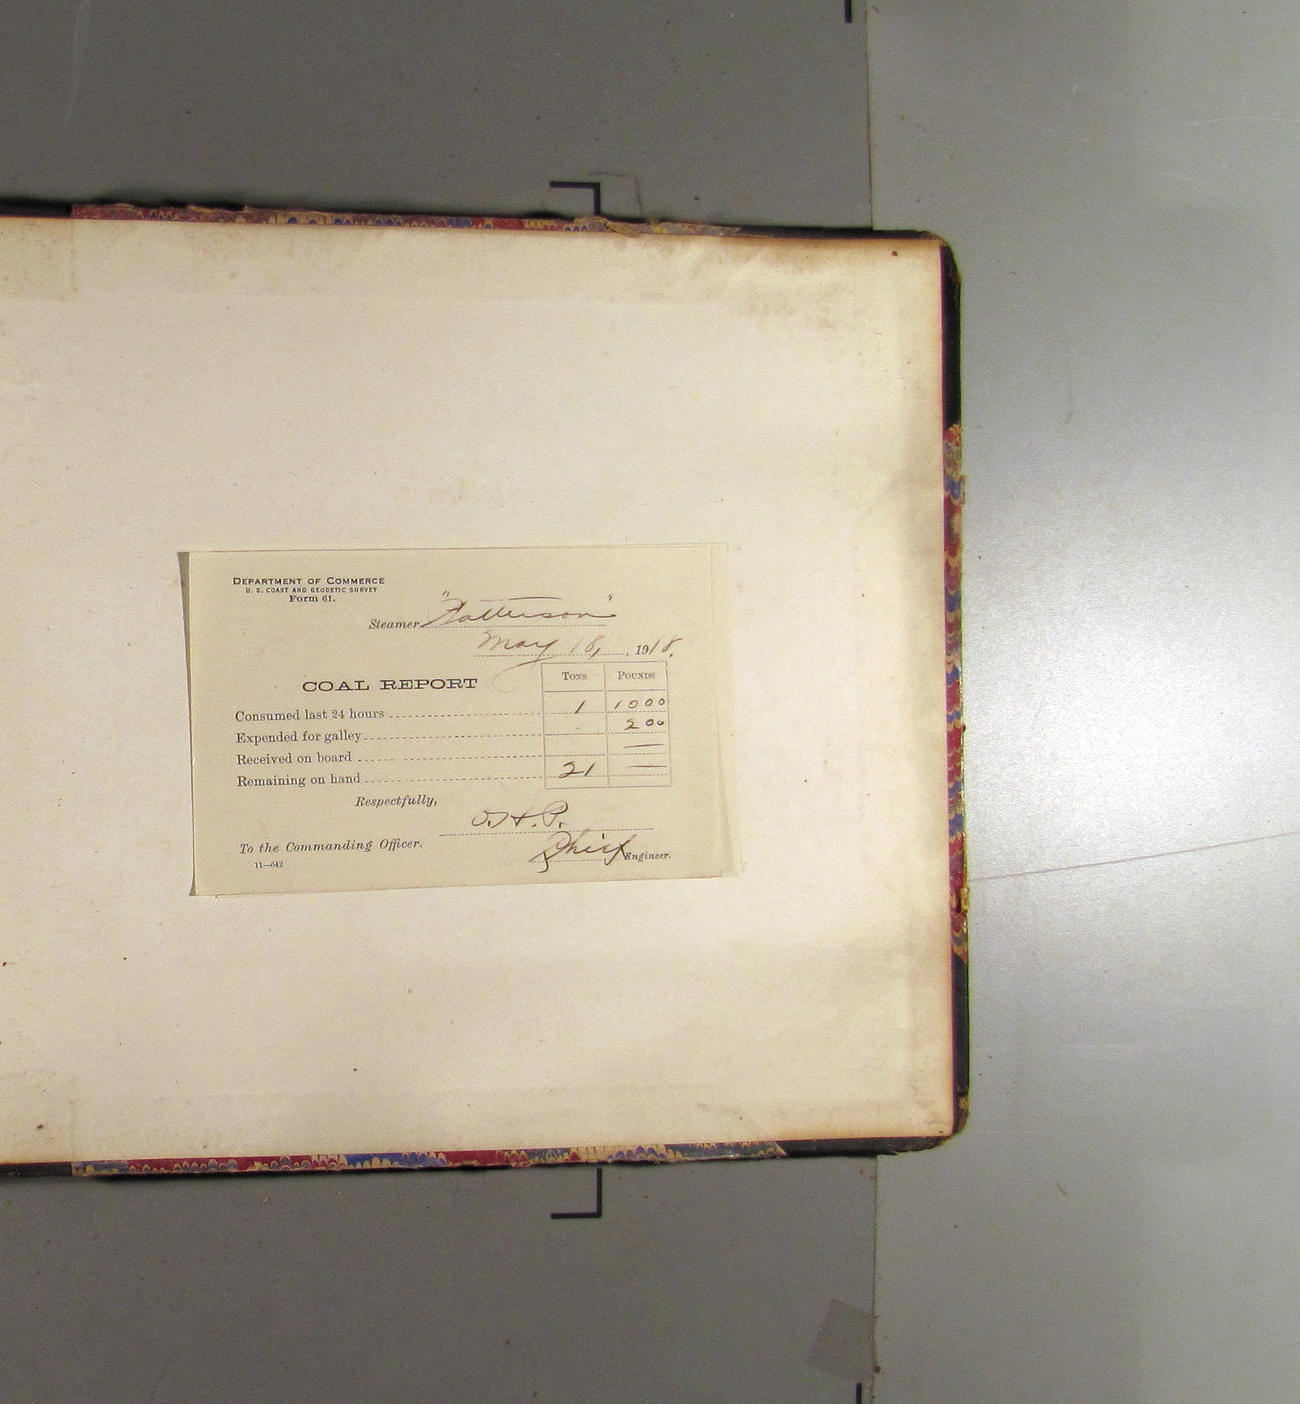 DEPARTMENT OF COMMERCE
U. S. COAST AND GEODETIC SURVEY
Form 61.
Steamer "Patterson"
May 18, , 1918.
COAL REPORT
TONS POUNDS
Consumed last 24 hours 1 1000
Expended for galley 200
Received on board —
Remaining on hand 21 —
Respectfully,
O. H. P.
To the Commanding Officer.
Chief Engineer.
11—642